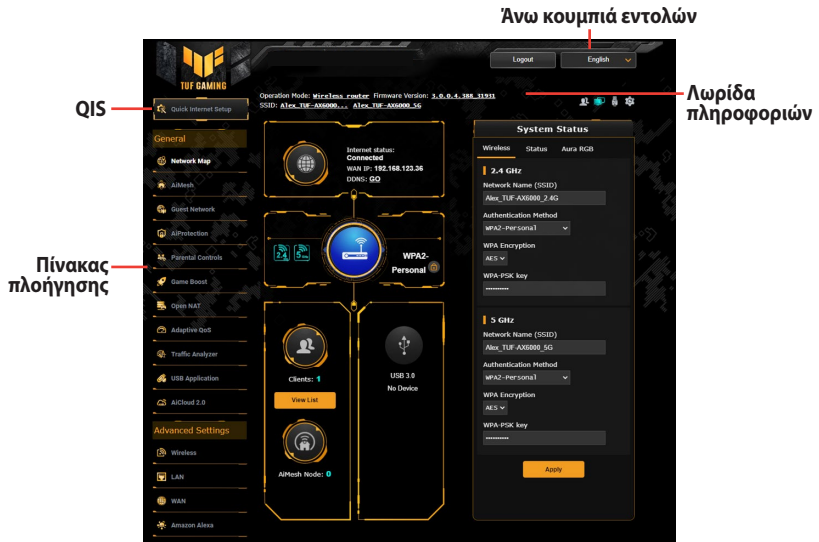 Άνω κουμπιά εντολών
TUF GAMING
Logout
English
QIS
Quick Internet Setup
Operation Mode: Wireless router Firmware Version: 3.0.0.4.388_31931
SSID: Alex_TUF-AX6000... Alex_TUF-AX6000_5G
Λωρίδα
πληροφοριών
General
Network Map
AiMesh
Guest Network
AiProtection
Parental Controls
Game Boost
Open NAT
Adaptive QoS
Traffic Analyzer
USB Application
AiCloud 2.0
Advanced Settings
Wireless
LAN
WAN
Amazon Alexa
Πίνακας
πλοήγησης
Internet status:
Connected
WAN IP: 192.168.123.36
DDNS: GO
2.4
5
WPA2-
Personal
Clients: 1
View List
AiMesh Node: 0
USB 3.0
No Device
System Status
Wireless Status Aura RGB
2.4 GHz
Network Name (SSID)
Alex_TUF-AX6000_2.4G
Authentication Method
WPA2-Personal
WPA Encryption
AES
WPA-PSK key
5 GHz
Network Name (SSID)
Alex_TUF-AX6000_5G
Authentication Method
WPA2-Personal
WPA Encryption
AES
WPA-PSK key
Apply